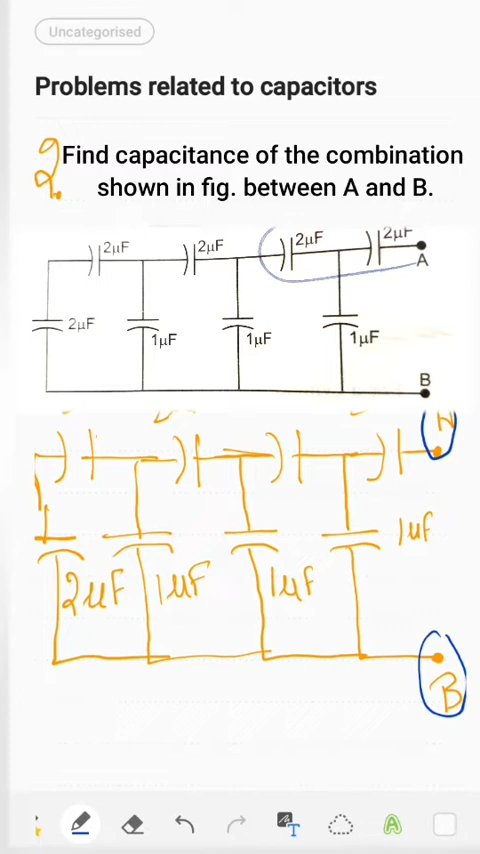 Uncategorised
Problems related to capacitors
2. Find capacitance of the combination
shown in fig. between A and B.
2µF 2µF 2µF 2µF
A
2µF 1µF 1µF 1µF
B
1uF
2uF 1uF 1uF
B
T
A